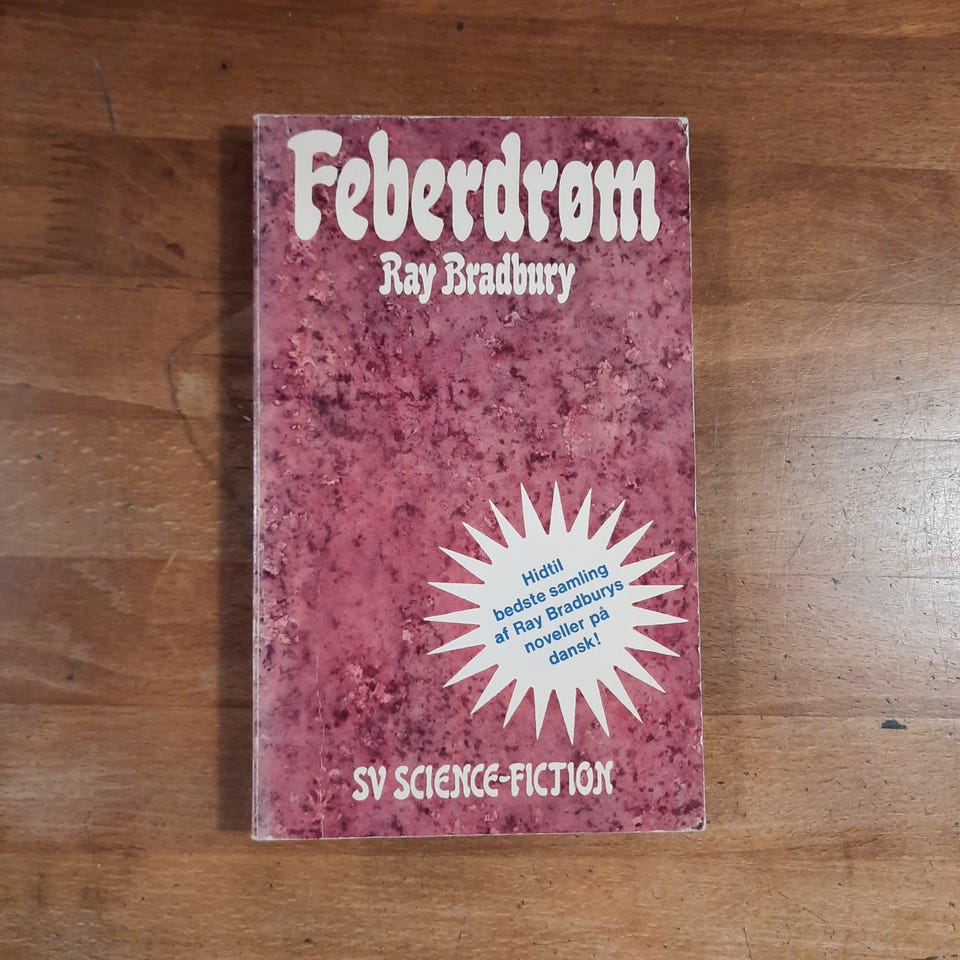 Feberdrøm
Ray Bradbury
Hidtil
bedste samling
af Ray Bradburys
noveller på
dansk!
SV SCIENCE-FICTION